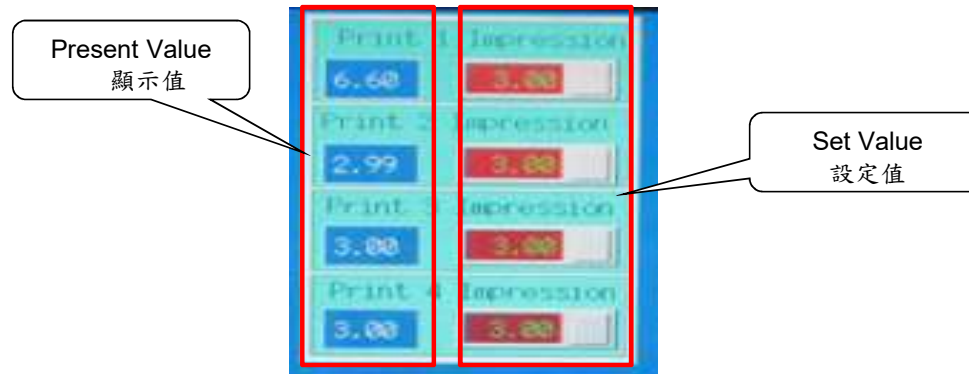 Present Value
顯示值
Print 1 Impression
6.60 3.00
Print 2 Impression
2.99 3.00
Print 3 Impression
3.00 3.00
Print 4 Impression
3.00 3.00
Set Value
設定值